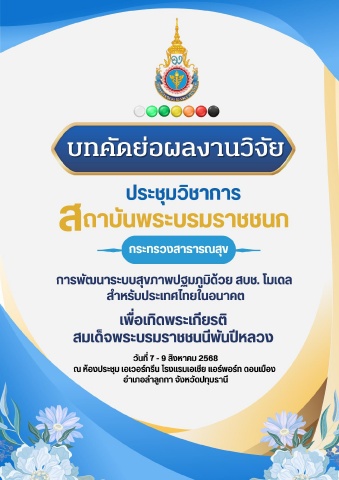 บทคัดย่อผลงานวิจัย
ประชุมวิชาการ
สถาบันพระบรมราชชนก
กระทรวงสาธารณสุข
การพัฒนาระบบสุขภาพปฐมภูมิด้วย สบช. โมเดล
สำหรับประเทศไทยในอนาคต
เพื่อเทิดพระเกียรติ
สมเด็จพระบรมราชชนนีพันปีหลวง
วันที่ 7 - 9 สิงหาคม 2568
ณ ห้องประชุม เอเวอร์กรีน โรงแรมเอเชีย แอร์พอร์ท ดอนเมือง
อำเภอลำลูกกา จังหวัดปทุมธานี